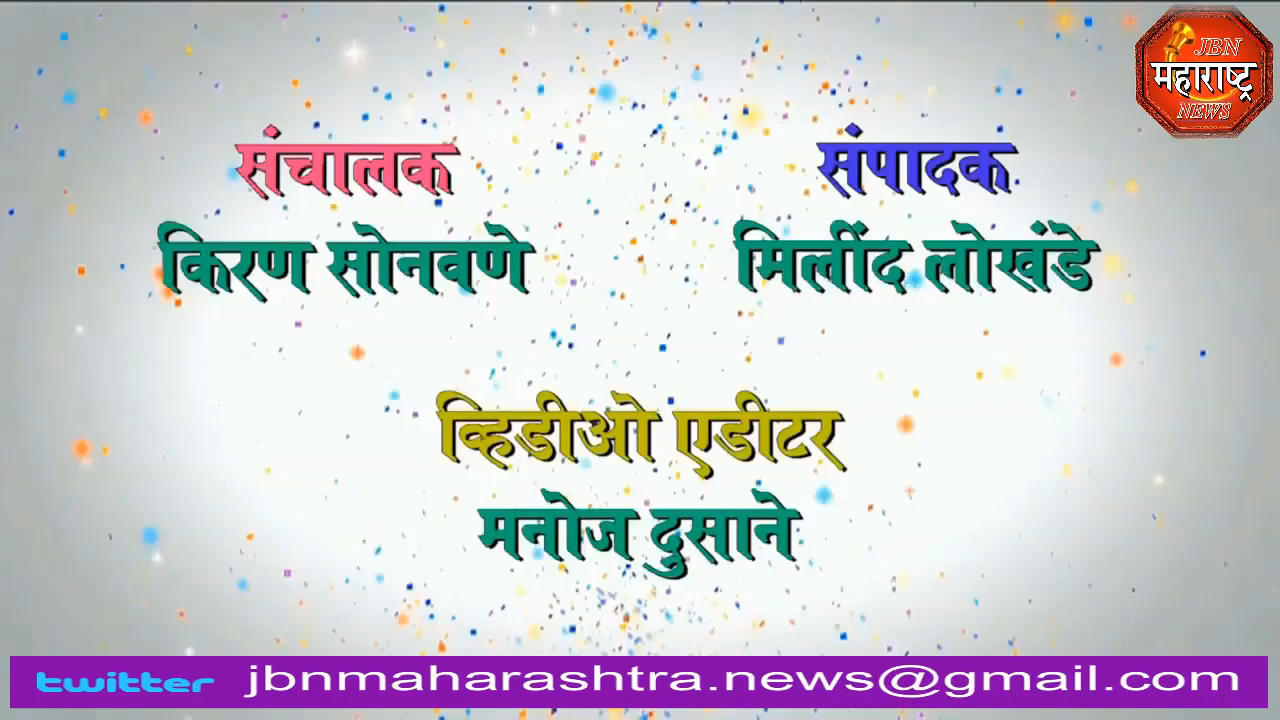 JBN
महाराष्ट्र
NEWS
संचालक
किरण सोनवणे
संपादक
मिलींद लोखंडे
व्हिडीओ एडीटर
मनोज दुसाने
twitter jbnmaharashtra.news@gmail.com